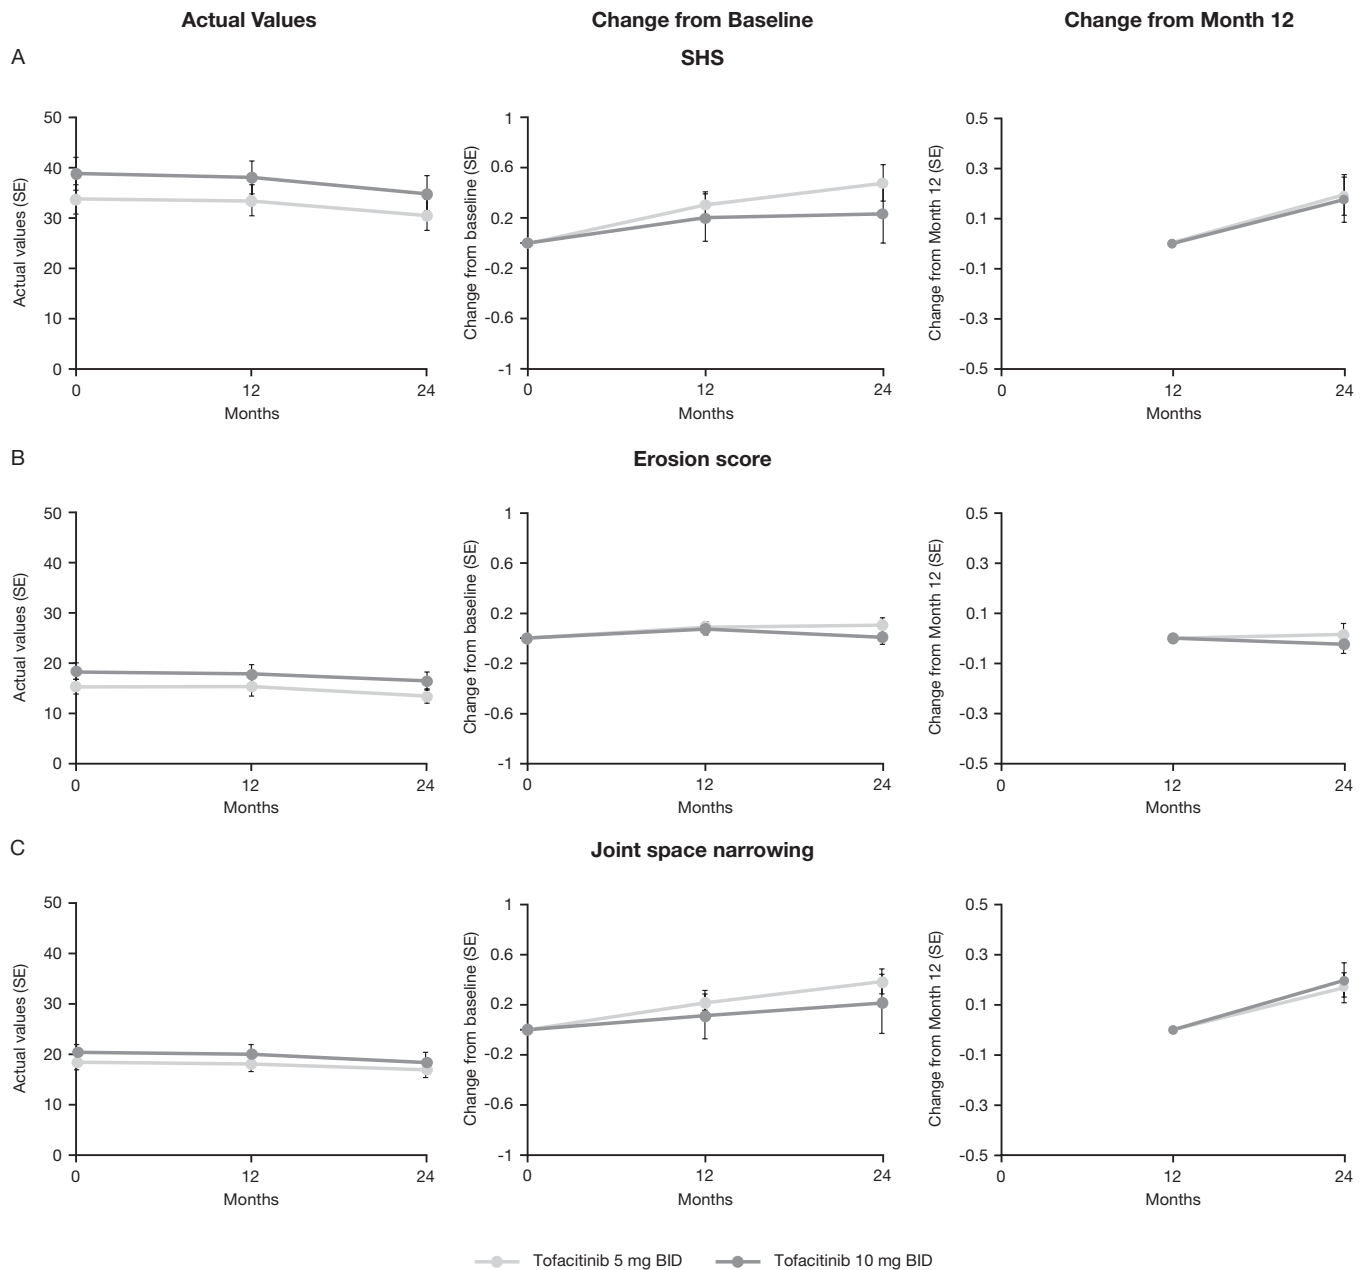 Actual Values
Change from Baseline
Change from Month 12
A
SHS
Actual values (SE)
50
40
30
20
10
0
0
12
24
Months
Change from baseline (SE)
1
0.6
0.2
-0.2
-0.6
-1
0
12
24
Months
Change from Month 12 (SE)
0.5
0.3
0.1
-0.1
-0.3
-0.5
0
12
24
Months
B
Erosion score
Actual values (SE)
50
40
30
20
10
0
0
12
24
Months
Change from baseline (SE)
1
0.6
0.2
-0.2
-0.6
-1
0
12
24
Months
Change from Month 12 (SE)
0.5
0.3
0.1
-0.1
-0.3
-0.5
0
12
24
Months
C
Joint space narrowing
Actual values (SE)
50
40
30
20
10
0
0
12
24
Months
Change from baseline (SE)
1
0.6
0.2
-0.2
-0.6
-1
0
12
24
Months
Change from Month 12 (SE)
0.5
0.3
0.1
-0.1
-0.3
-0.5
0
12
24
Months
Tofacitinib 5 mg BID
Tofacitinib 10 mg BID